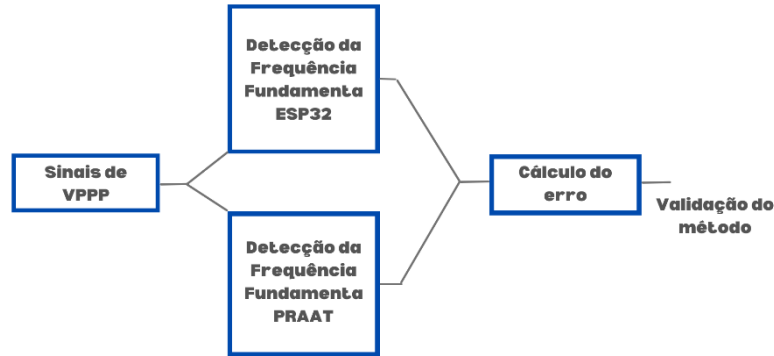 Detecção da
Frequência
Fundamenta
ESP32
Sinais de
VPPP
Cálculo do
erro
Validação do
método
Detecção da
Frequência
Fundamenta
PRAAT